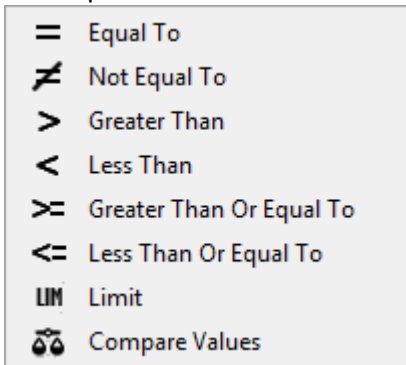 = Equal To
≠ Not Equal To
> Greater Than
< Less Than
>= Greater Than Or Equal To
<= Less Than Or Equal To
LIM Limit
Compare Values